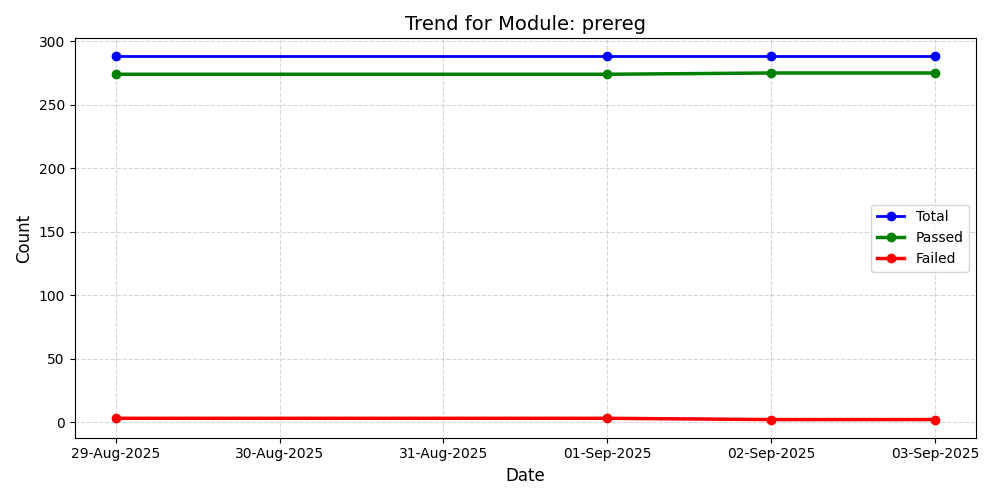 Trend for Module: prereg
300
250
200
150
100
50
0
Count
Total
Passed
Failed
29-Aug-2025
30-Aug-2025
31-Aug-2025
01-Sep-2025
02-Sep-2025
03-Sep-2025
Date